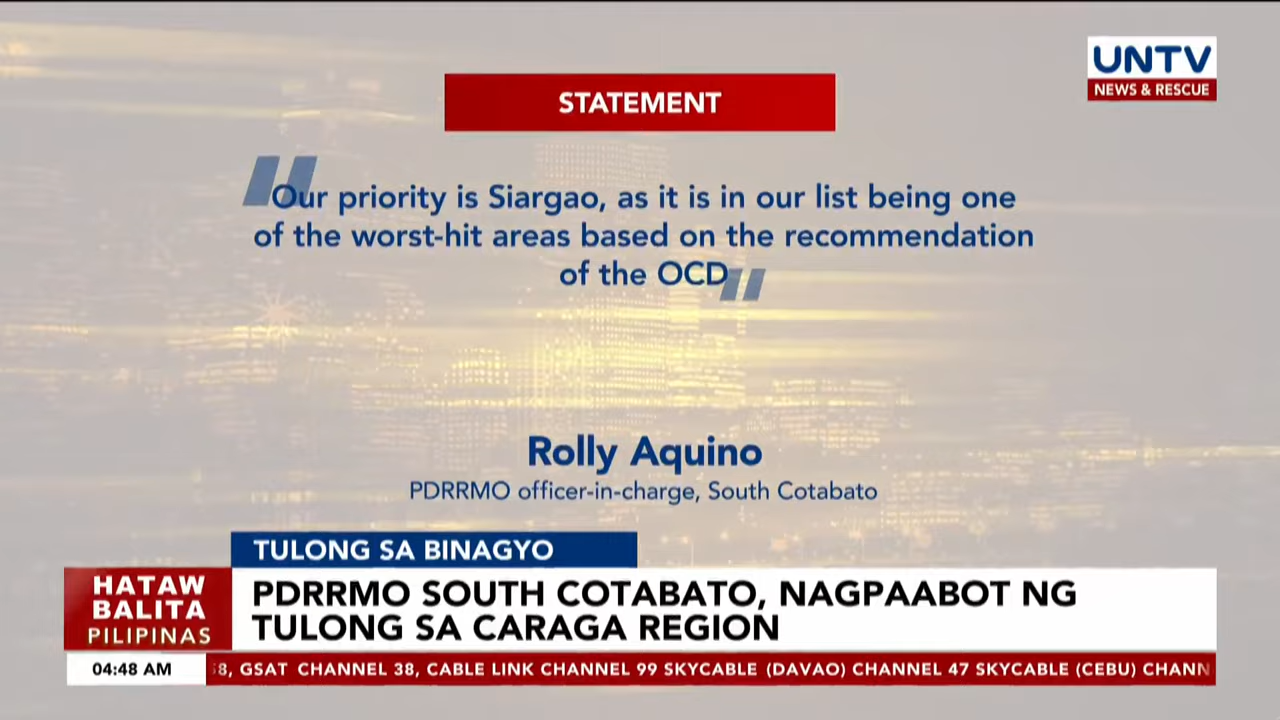 UNTV
NEWS & RESCUE
STATEMENT
"Our priority is Siargao, as it is in our list being one
of the worst-hit areas based on the recommendation
of the OCD"
Rolly Aquino
PDRRMO officer-in-charge, South Cotabato
TULONG SA BINAGYO
HATAW
BALITA
PILIPINAS
PDRRMO SOUTH COTABATO, NAGPAABOT NG
TULONG SA CARAGA REGION
04:48 AM
8, GSAT CHANNEL 38, CABLE LINK CHANNEL 99 SKYCABLE (DAVAO) CHANNEL 47 SKYCABLE (CEBU) CHANN